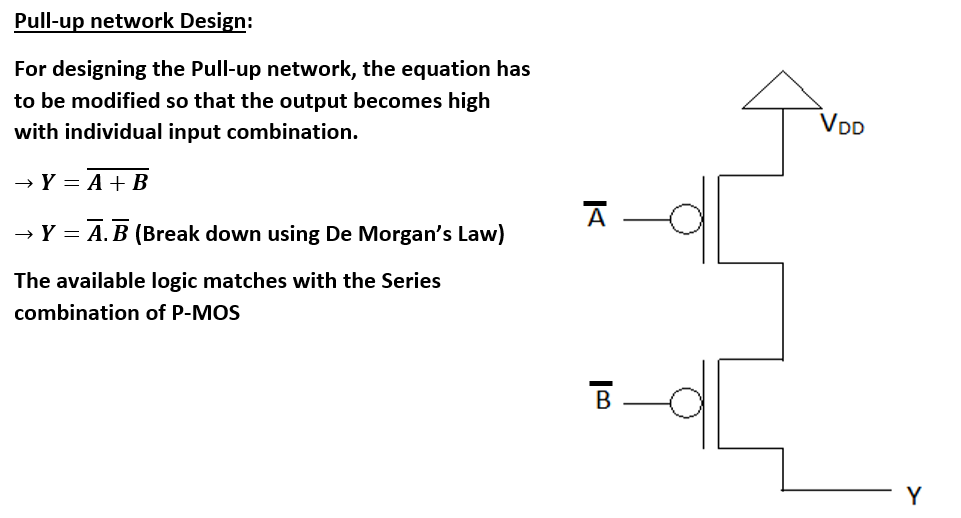 Pull-up network Design:
For designing the Pull-up network, the equation has
to be modified so that the output becomes high
with individual input combination.
→ Y = \overline{A + B}
→ Y = A̅. B̅ (Break down using De Morgan's Law)
The available logic matches with the Series
combination of P-MOS
VDD
A̅
B̅
Y